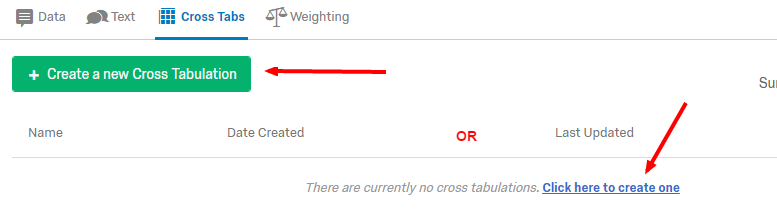 Data Text Cross Tabs Weighting
+ Create a new Cross Tabulation
Name Date Created OR Last Updated
There are currently no cross tabulations. Click here to create one